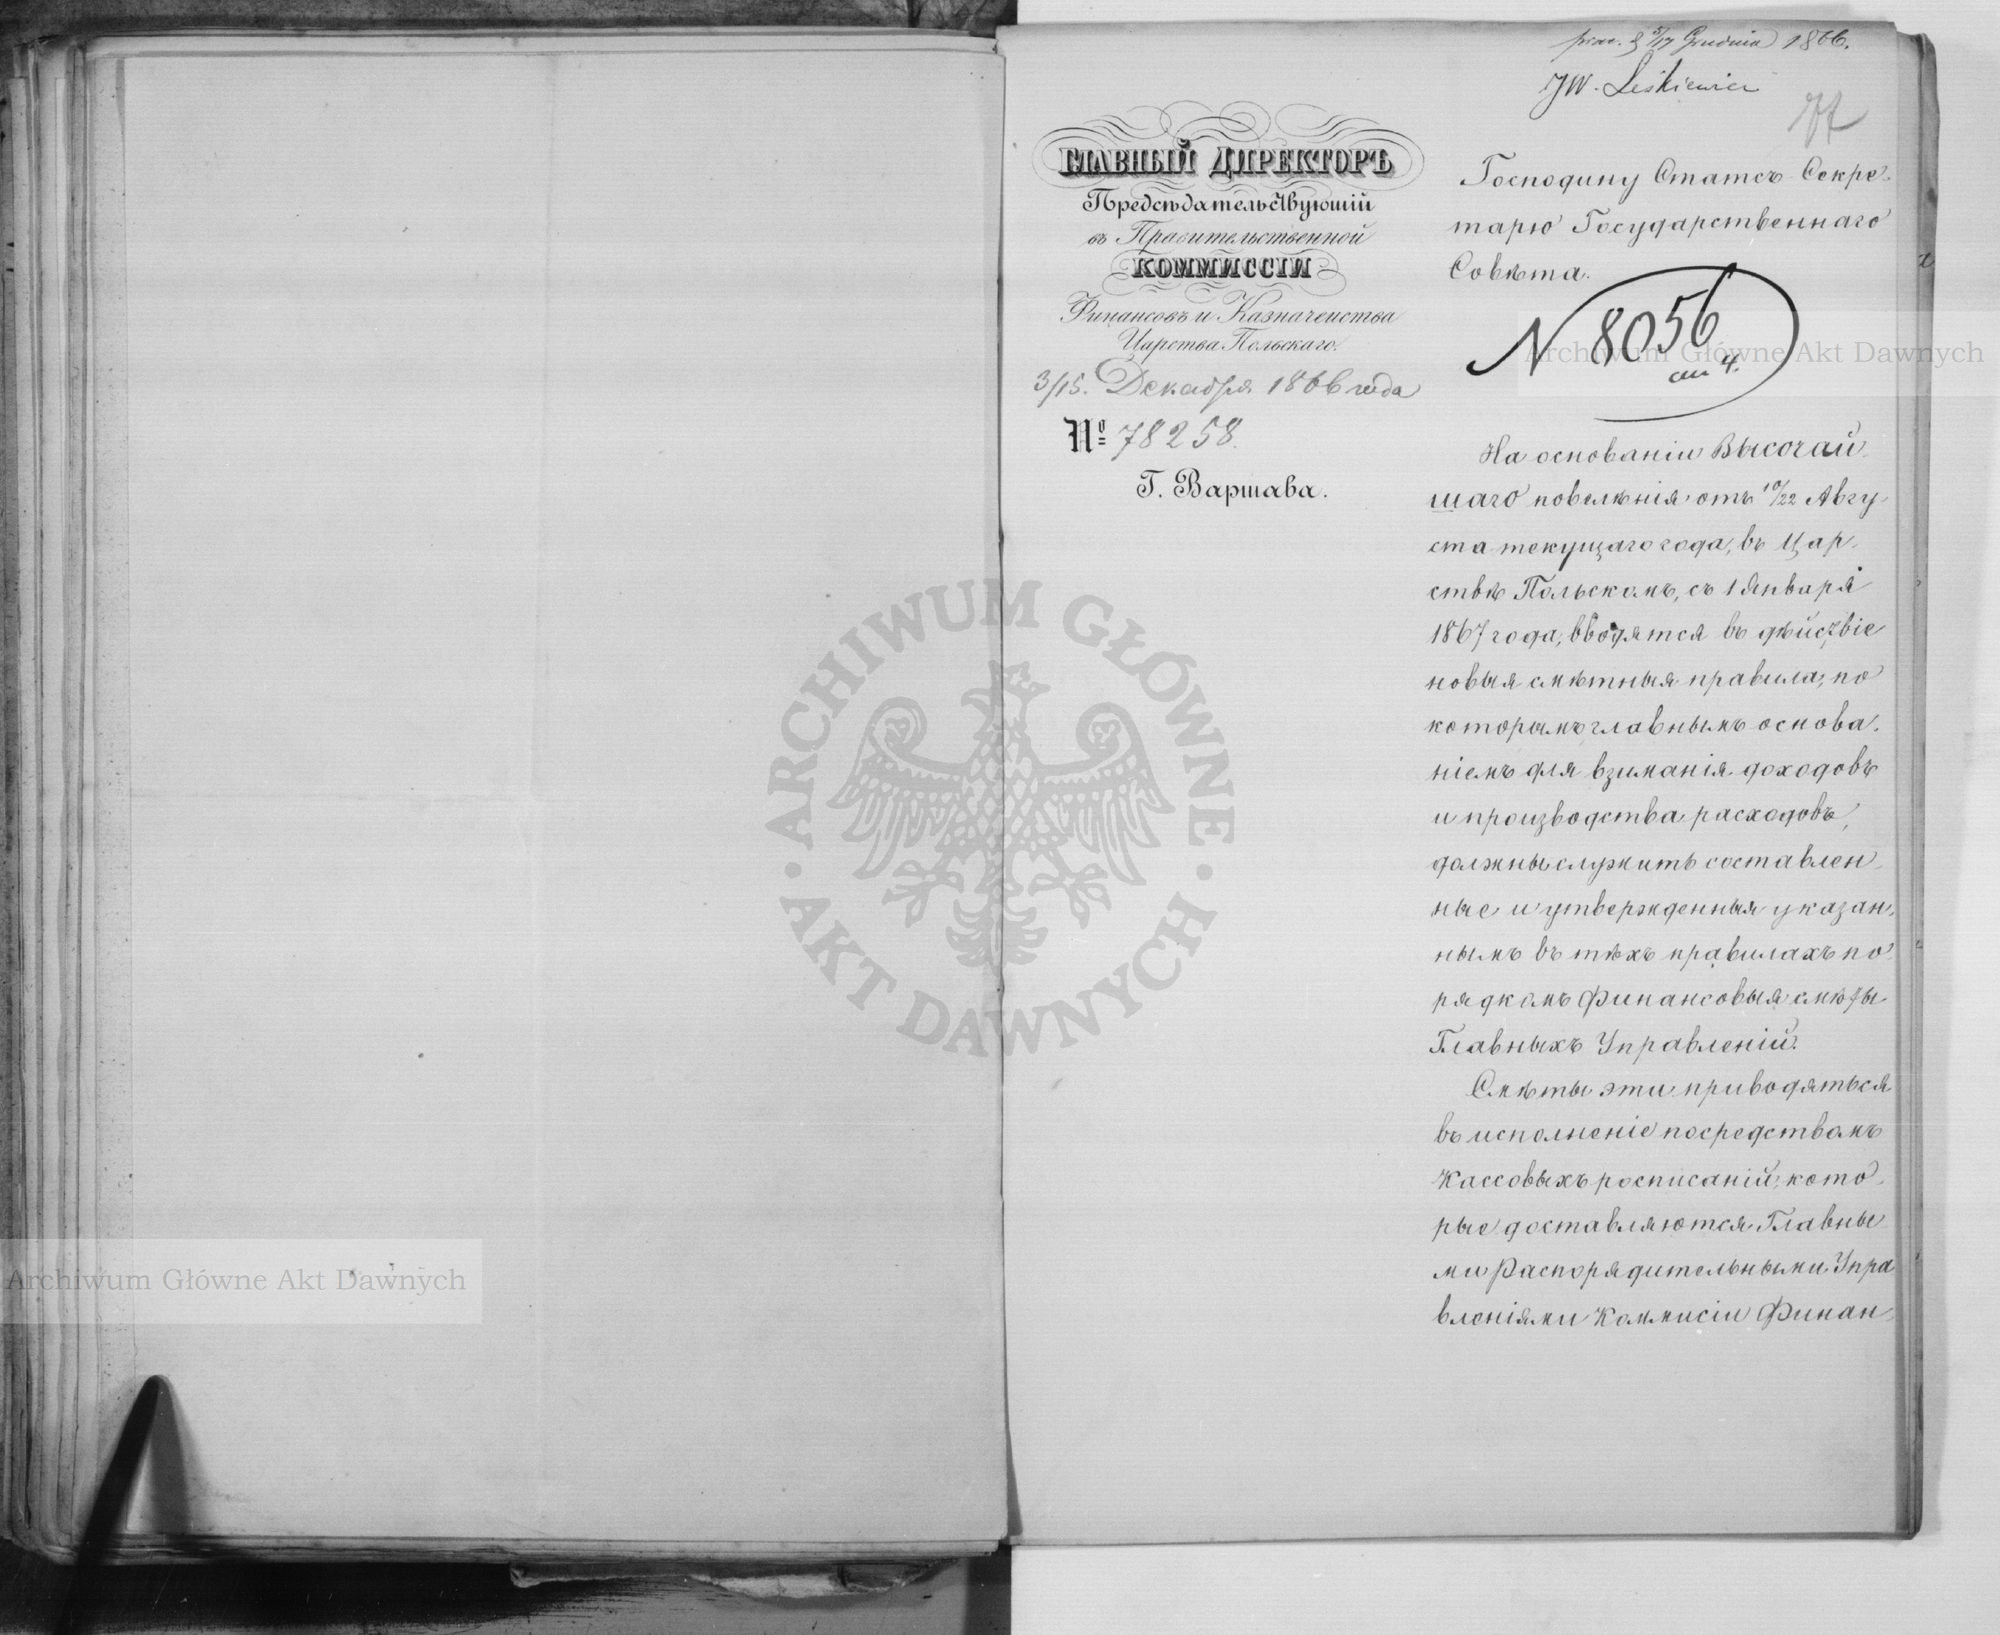 5/17 Grudnia 1866.
JW. Leśkiewicz
77
ГЛАВНЫЙ ДИРЕКТОРЪ
Предсѣдательствующій
въ Правительственной
КОММИССІИ
Финансовъ и Казначейства
Царства Польскаго.
3/15. Декабря 1866 года
№ 78258.
Г. Варшава.
Господину Статсъ-Секре-
тарю Государственнаго
Совѣта.
N 8056
4.
На основаніи Высочай-
шаго повелѣнія отъ 10/22 Авгу-
ста текущаго года, въ Цар-
ствѣ Польскомъ, съ 1 Января
1867 года, вводятся въ дѣйствіе
новыя смѣтныя правила, по
которымъ главнымъ основа-
ніемъ для взиманія доходовъ
и производства расходовъ,
должны служить составлен-
ные и утвержденныя указан-
нымъ въ тѣхъ правилахъ по-
рядкомъ финансовыя смѣты
Главныхъ Управленій.
Смѣты эти приводяться
въ исполненіе посредствомъ
Кассовыхъ росписаній, кото-
рые доставляются Главны
ми Распорядительными Упра
вленіями Коммисіи Финан-
Archiwum Główne Akt Dawnych
ARCHIWUM GŁÓWNE
AKT DAWNYCH
Archiwum Główne Akt Dawnych